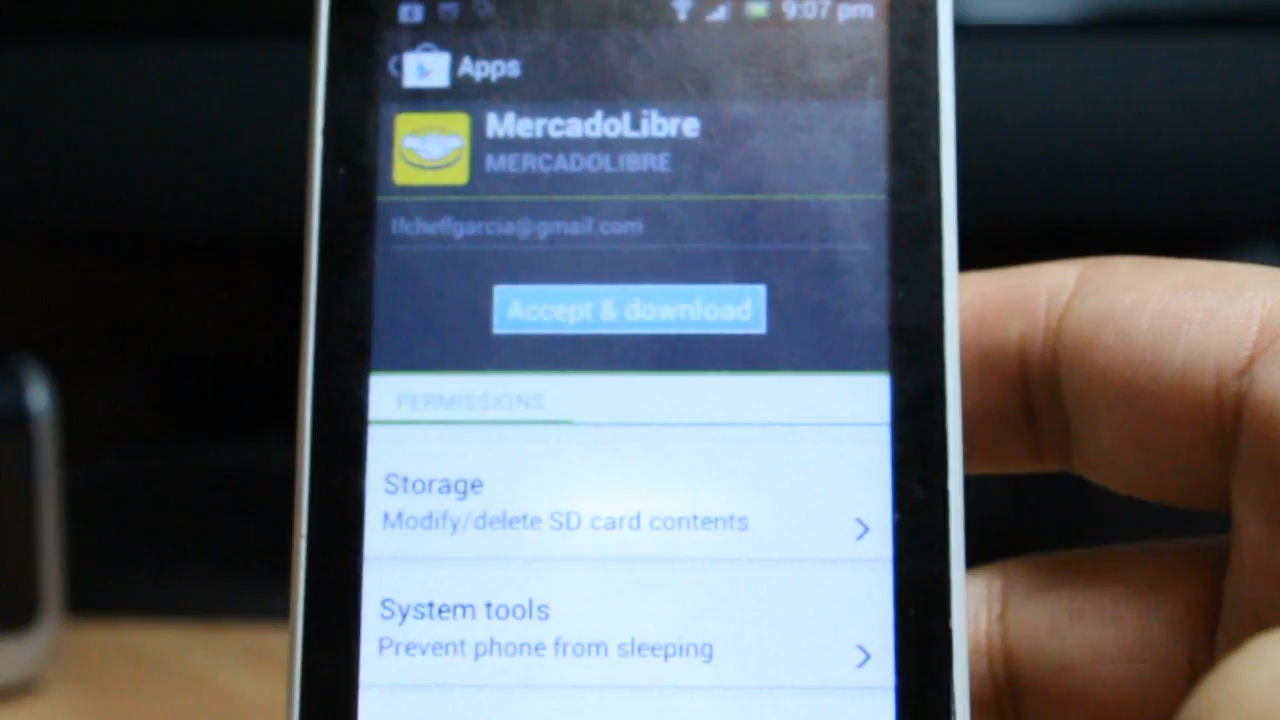 9:07 pm
Apps
MercadoLibre
MERCADOLIBRE
Accept & download
PERMISSIONS
Storage
Modify/delete SD card contents
System tools
Prevent phone from sleeping